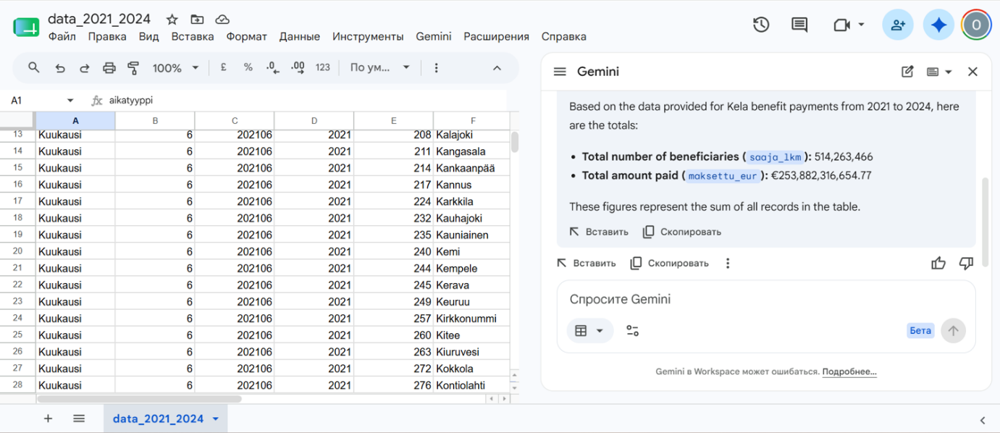 data_2021_2024
Файл Правка Вид Вставка Формат Данные Инструменты Gemini Расширения Справка
O
100% £ % .0 .00 123 По ум...
A1 fx aikatyyppi
A B C D E F
13 Kuukausi 6 202106 2021 208 Kalajoki
14 Kuukausi 6 202106 2021 211 Kangasala
15 Kuukausi 6 202106 2021 214 Kankaanpää
16 Kuukausi 6 202106 2021 217 Kannus
17 Kuukausi 6 202106 2021 224 Karkkila
18 Kuukausi 6 202106 2021 232 Kauhajoki
19 Kuukausi 6 202106 2021 235 Kauniainen
20 Kuukausi 6 202106 2021 240 Kemi
21 Kuukausi 6 202106 2021 244 Kempele
22 Kuukausi 6 202106 2021 245 Kerava
23 Kuukausi 6 202106 2021 249 Keuruu
24 Kuukausi 6 202106 2021 257 Kirkkonummi
25 Kuukausi 6 202106 2021 260 Kitee
26 Kuukausi 6 202106 2021 263 Kiuruvesi
27 Kuukausi 6 202106 2021 272 Kokkola
28 Kuukausi 6 202106 2021 276 Kontiolahti
data_2021_2024
Gemini
Based on the data provided for Kela benefit payments from 2021 to 2024, here
are the totals:
• Total number of beneficiaries ( saaja_lkm ): 514,263,466
• Total amount paid ( maksettu_eur ): €253,882,316,654.77
These figures represent the sum of all records in the table.
Вставить Скопировать
Вставить Скопировать
Спросите Gemini
Бета
Gemini в Workspace может ошибаться. Подробнее...